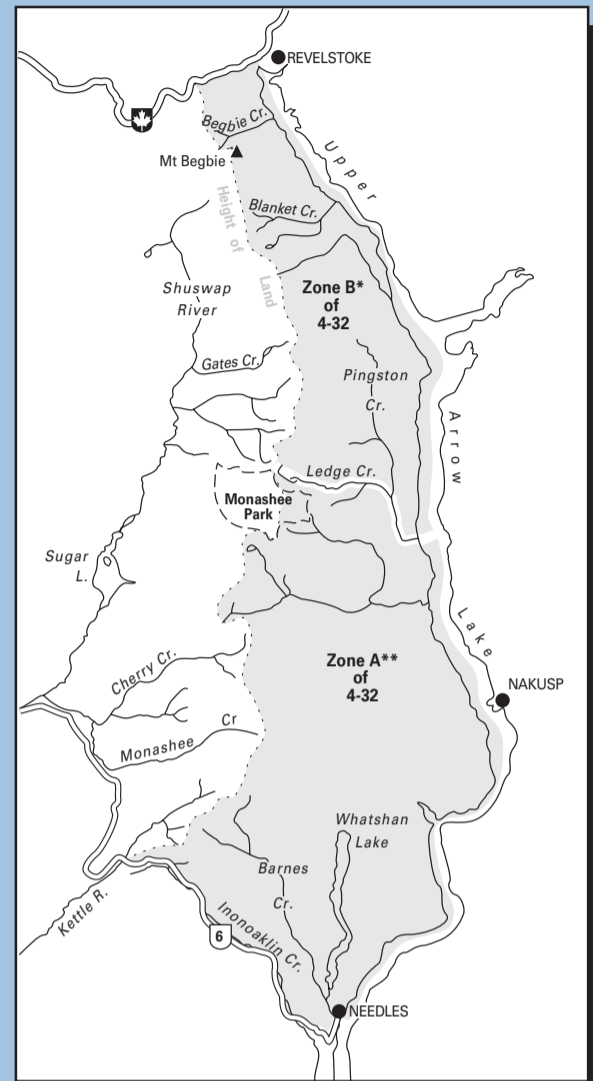 REVELSTOKE
Begbie Cr.
Mt Begbie
Upper
Blanket Cr.
Height of
Land
Zone B*
of
4-32
Shuswap
River
Gates Cr.
Pingston
Cr.
Arrow
Ledge Cr.
Monashee
Park
Sugar
L.
Lake
Zone A**
of
4-32
Cherry Cr.
NAKUSP
Monashee Cr
Whatshan
Lake
Barnes
Cr.
Kettle R.
Inonoaklin Cr.
6
NEEDLES